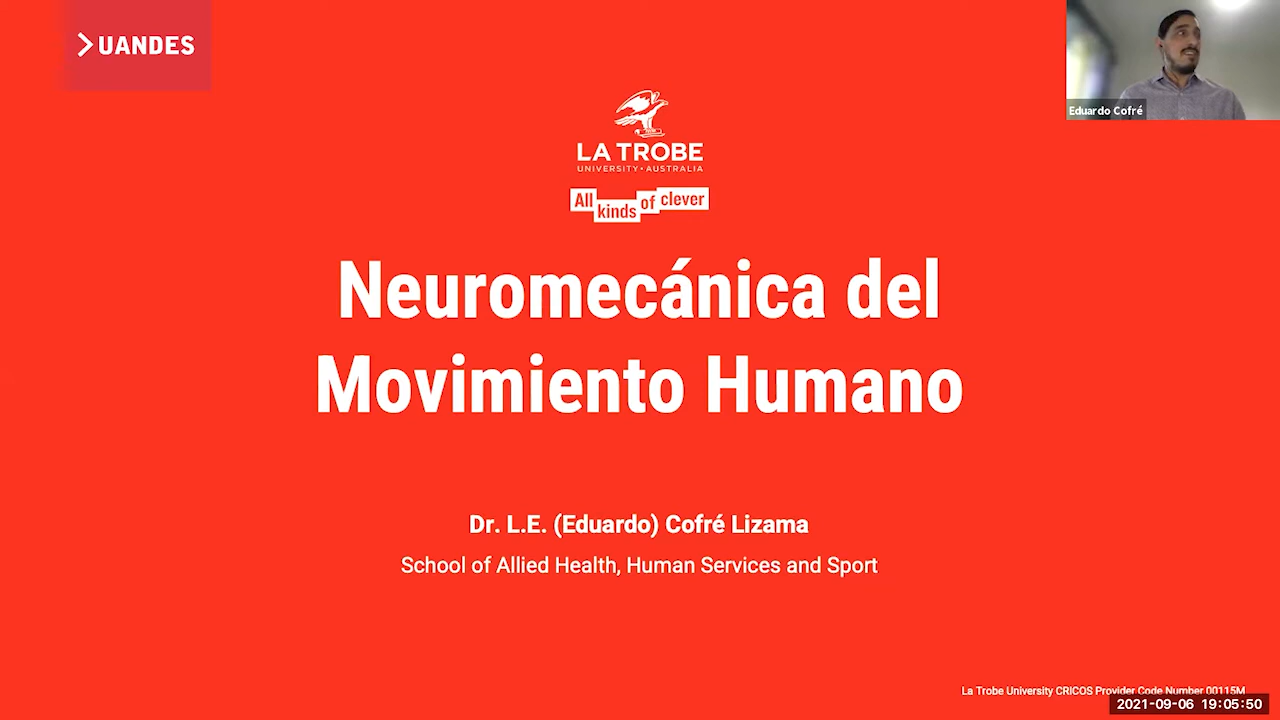 UANDES
Eduardo Cofré
LA TROBE
UNIVERSITY • AUSTRALIA
All kinds of clever
Neuromecánica del
Movimiento Humano
Dr. L.E. (Eduardo) Cofré Lizama
School of Allied Health, Human Services and Sport
La Trobe University CRICOS Provider Code Number 00115M
2021-09-06 19:05:50